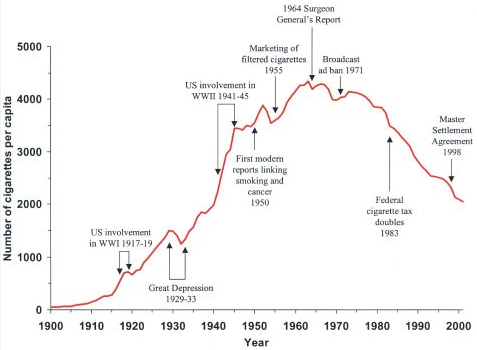 1964 Surgeon
General's Report
Marketing of
filtered cigarettes
1955
Broadcast
ad ban 1971
US involvement in
WWII 1941-45
Master
Settlement
Agreement
1998
First modern
reports linking
smoking and
cancer
1950
Federal
cigarette tax
doubles
1983
US involvement
in WWI 1917-19
Great Depression
1929-33
Number of cigarettes per capita
5000
4000
3000
2000
1000
0
1900 1910 1920 1930 1940 1950 1960 1970 1980 1990 2000
Year